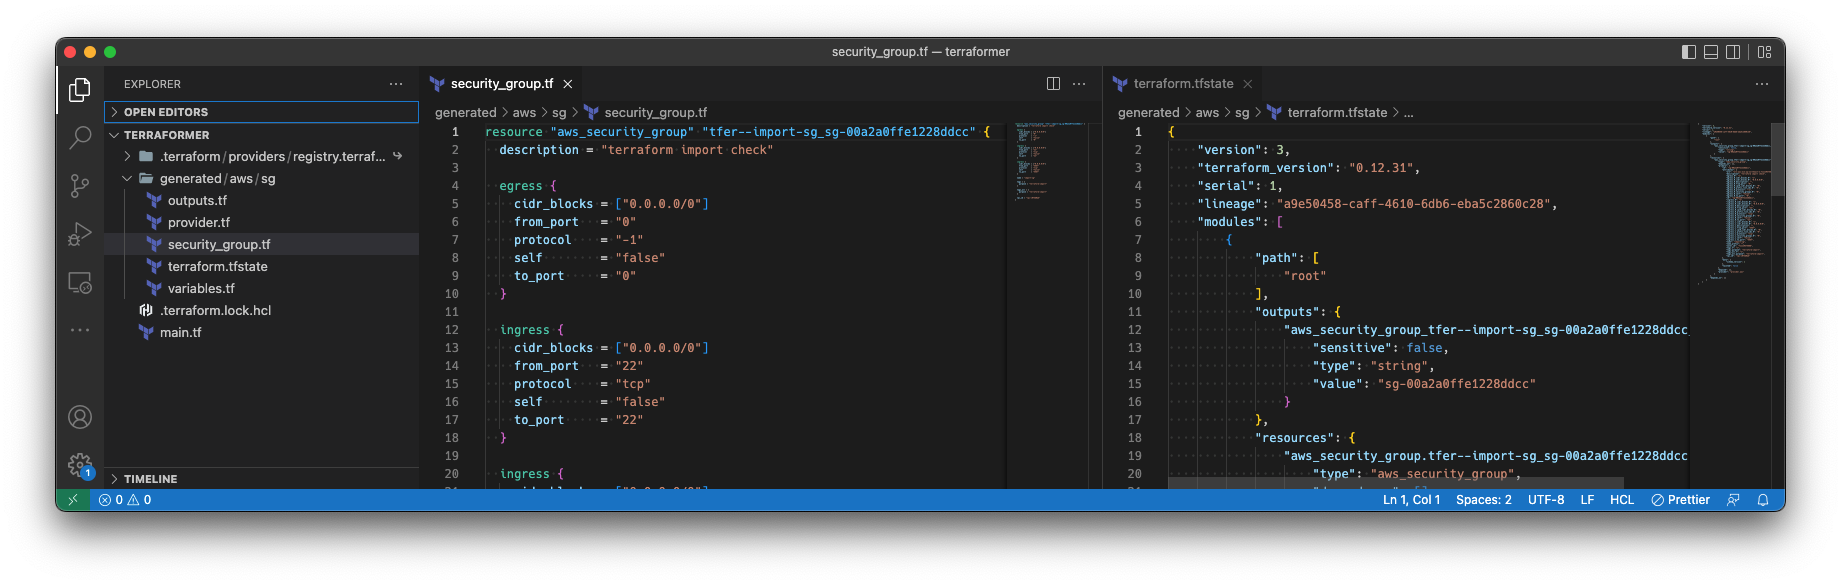 security_group.tf — terraformer
EXPLORER
OPEN EDITORS
TERRAFORMER
.terraform/providers/registry.terraf...
generated/aws/sg
outputs.tf
provider.tf
security_group.tf
terraform.tfstate
variables.tf
.terraform.lock.hcl
main.tf
TIMELINE
1
security_group.tf
generated > aws > sg > security_group.tf
1 resource "aws_security_group" "tfer--import-sg_sg-00a2a0ffe1228ddcc" {
2 description = "terraform import check"
3
4 egress {
5 cidr_blocks = ["0.0.0.0/0"]
6 from_port = "0"
7 protocol = "-1"
8 self = "false"
9 to_port = "0"
10 }
11
12 ingress {
13 cidr_blocks = ["0.0.0.0/0"]
14 from_port = "22"
15 protocol = "tcp"
16 self = "false"
17 to_port = "22"
18 }
19
20 ingress {
terraform.tfstate
generated > aws > sg > terraform.tfstate > ...
1 {
2 "version": 3,
3 "terraform_version": "0.12.31",
4 "serial": 1,
5 "lineage": "a9e50458-caff-4610-6db6-eba5c2860c28",
6 "modules": [
7 {
8 "path": [
9 "root"
10 ],
11 "outputs": {
12 "aws_security_group_tfer--import-sg_sg-00a2a0ffe1228ddcc
13 "sensitive": false,
14 "type": "string",
15 "value": "sg-00a2a0ffe1228ddcc"
16 }
17 },
18 "resources": {
19 "aws_security_group.tfer--import-sg_sg-00a2a0ffe1228ddcc
20 "type": "aws_security_group",
0 0
Ln 1, Col 1 Spaces: 2 UTF-8 LF HCL Prettier